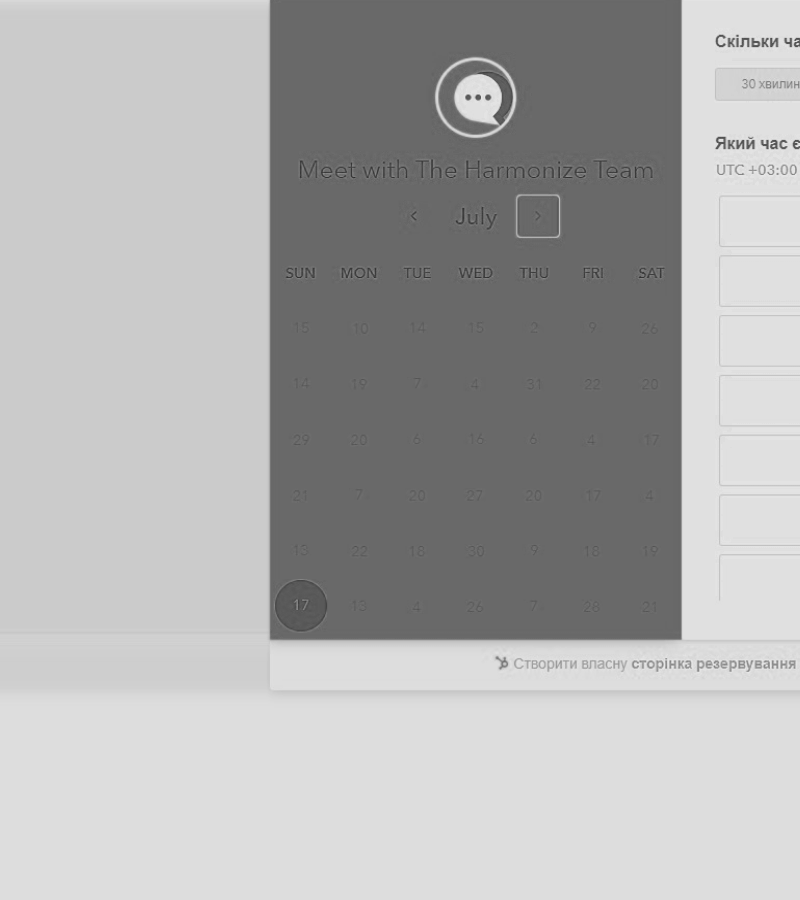 Meet with The Harmonize Team
July
SUN MON TUE WED THU FRI SAT
15 10 14 15 2 9 26
14 19 7 4 31 22 20
29 20 6 16 6 4 17
21 7 20 27 20 17 4
13 22 18 30 9 18 19
17 13 4 26 7 28 21
Скільки ча
30 хвилин
Який час є
UTC +03:00
Створити власну сторінка резервування